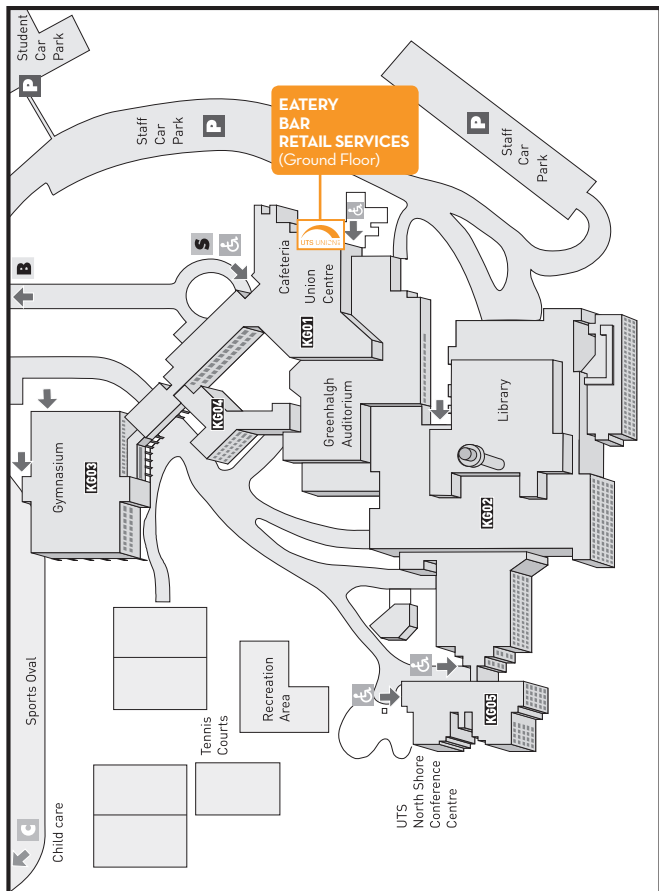 Student
Car
Park
P
Staff
Car
Park
P
EATERY
BAR
RETAIL SERVICES
(Ground Floor)
P
Staff
Car
Park
B
S
UTS:UNION
Cafeteria
Union
Centre
KG01
KG04
Greenhalgh
Auditorium
Library
KG02
Gymnasium
KG03
Sports Oval
Tennis
Courts
Recreation
Area
KG05
UTS
North Shore
Conference
Centre
C
Child care